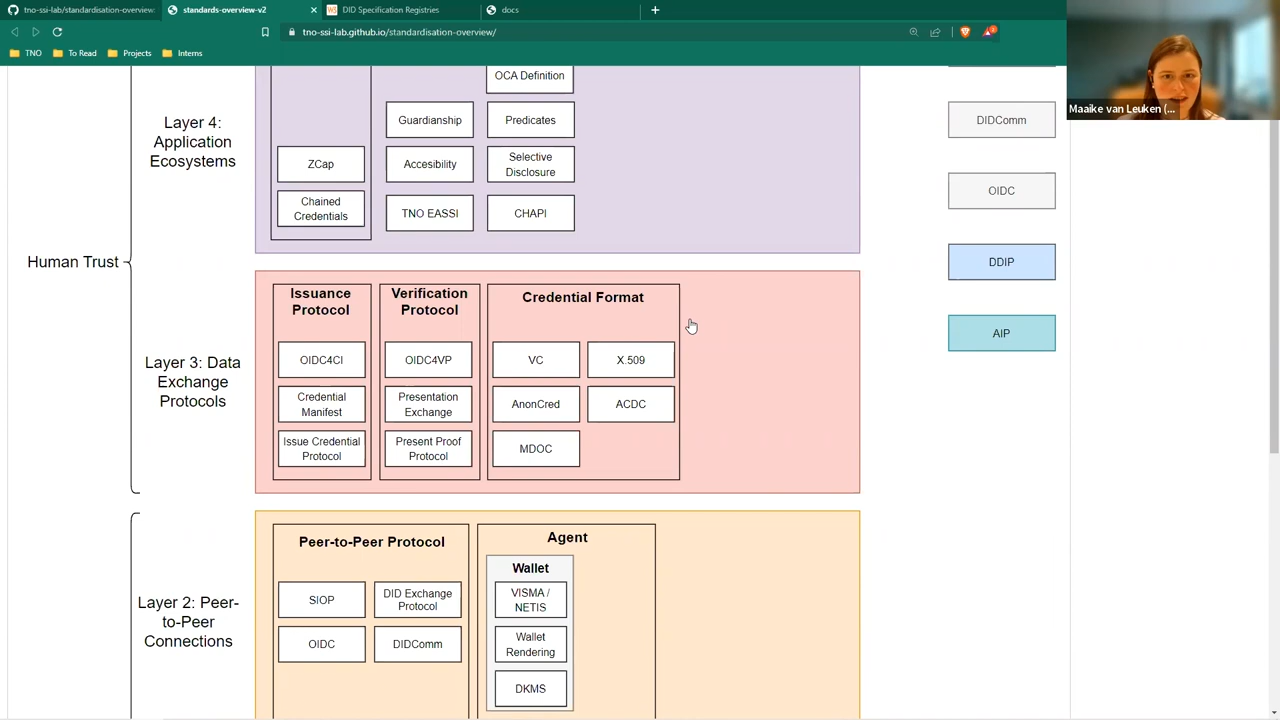 tno-ssi-lab/standardisation-overview:
standards-overview-v2
DID Specification Registries
docs
tno-ssi-lab.github.io/standardisation-overview/
TNO
To Read
Projects
Interns
Maaike van Leuken (...
OCA Definition
Layer 4:
Application
Ecosystems
Guardianship
Predicates
ZCap
Accesibility
Selective
Disclosure
Chained
Credentials
TNO EASSI
CHAPI
DIDComm
OIDC
DDIP
AIP
Human Trust
Layer 3: Data
Exchange
Protocols
Issuance
Protocol
OIDC4CI
Credential
Manifest
Issue Credential
Protocol
Verification
Protocol
OIDC4VP
Presentation
Exchange
Present Proof
Protocol
Credential Format
VC
X.509
AnonCred
ACDC
MDOC
Layer 2: Peer-
to-Peer
Connections
Peer-to-Peer Protocol
SIOP
DID Exchange
Protocol
OIDC
DIDComm
Agent
Wallet
VISMA /
NETIS
Wallet
Rendering
DKMS